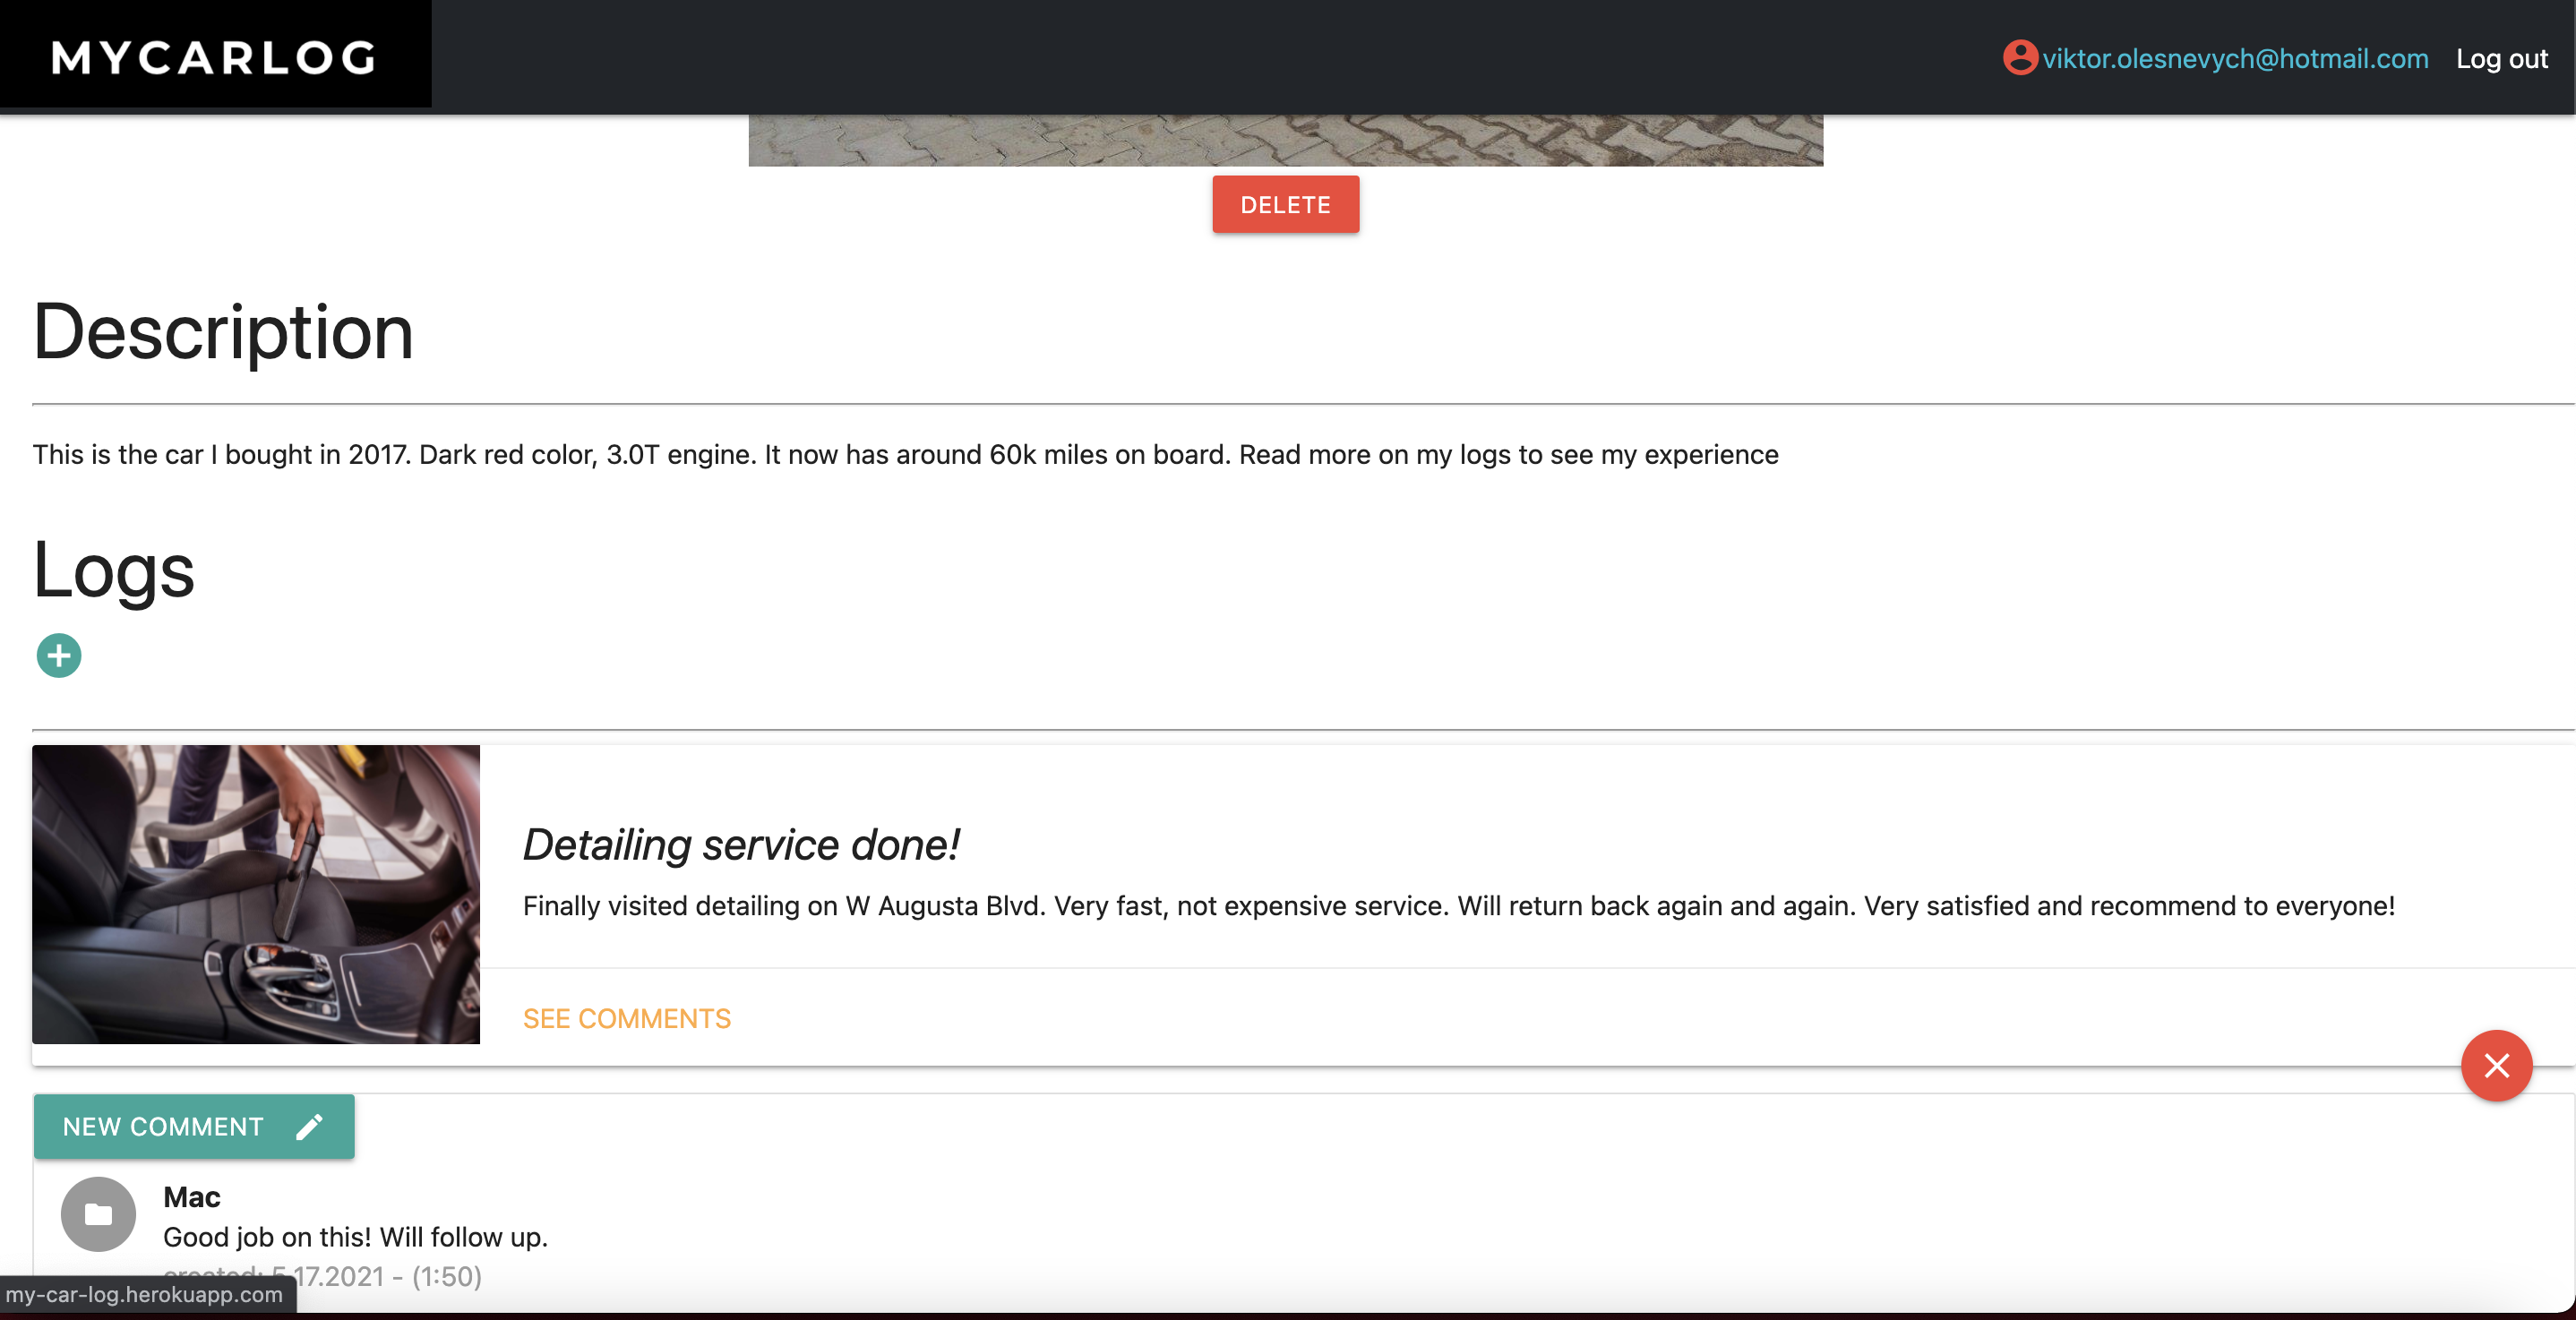 MYCARLOG
viktor.olesnevych@hotmail.com Log out
DELETE
Description
This is the car I bought in 2017. Dark red color, 3.0T engine. It now has around 60k miles on board. Read more on my logs to see my experience
Logs
Detailing service done!
Finally visited detailing on W Augusta Blvd. Very fast, not expensive service. Will return back again and again. Very satisfied and recommend to everyone!
SEE COMMENTS
NEW COMMENT
Mac
Good job on this! Will follow up.
created: 5.17.2021 - (1:50)
my-car-log.herokuapp.com